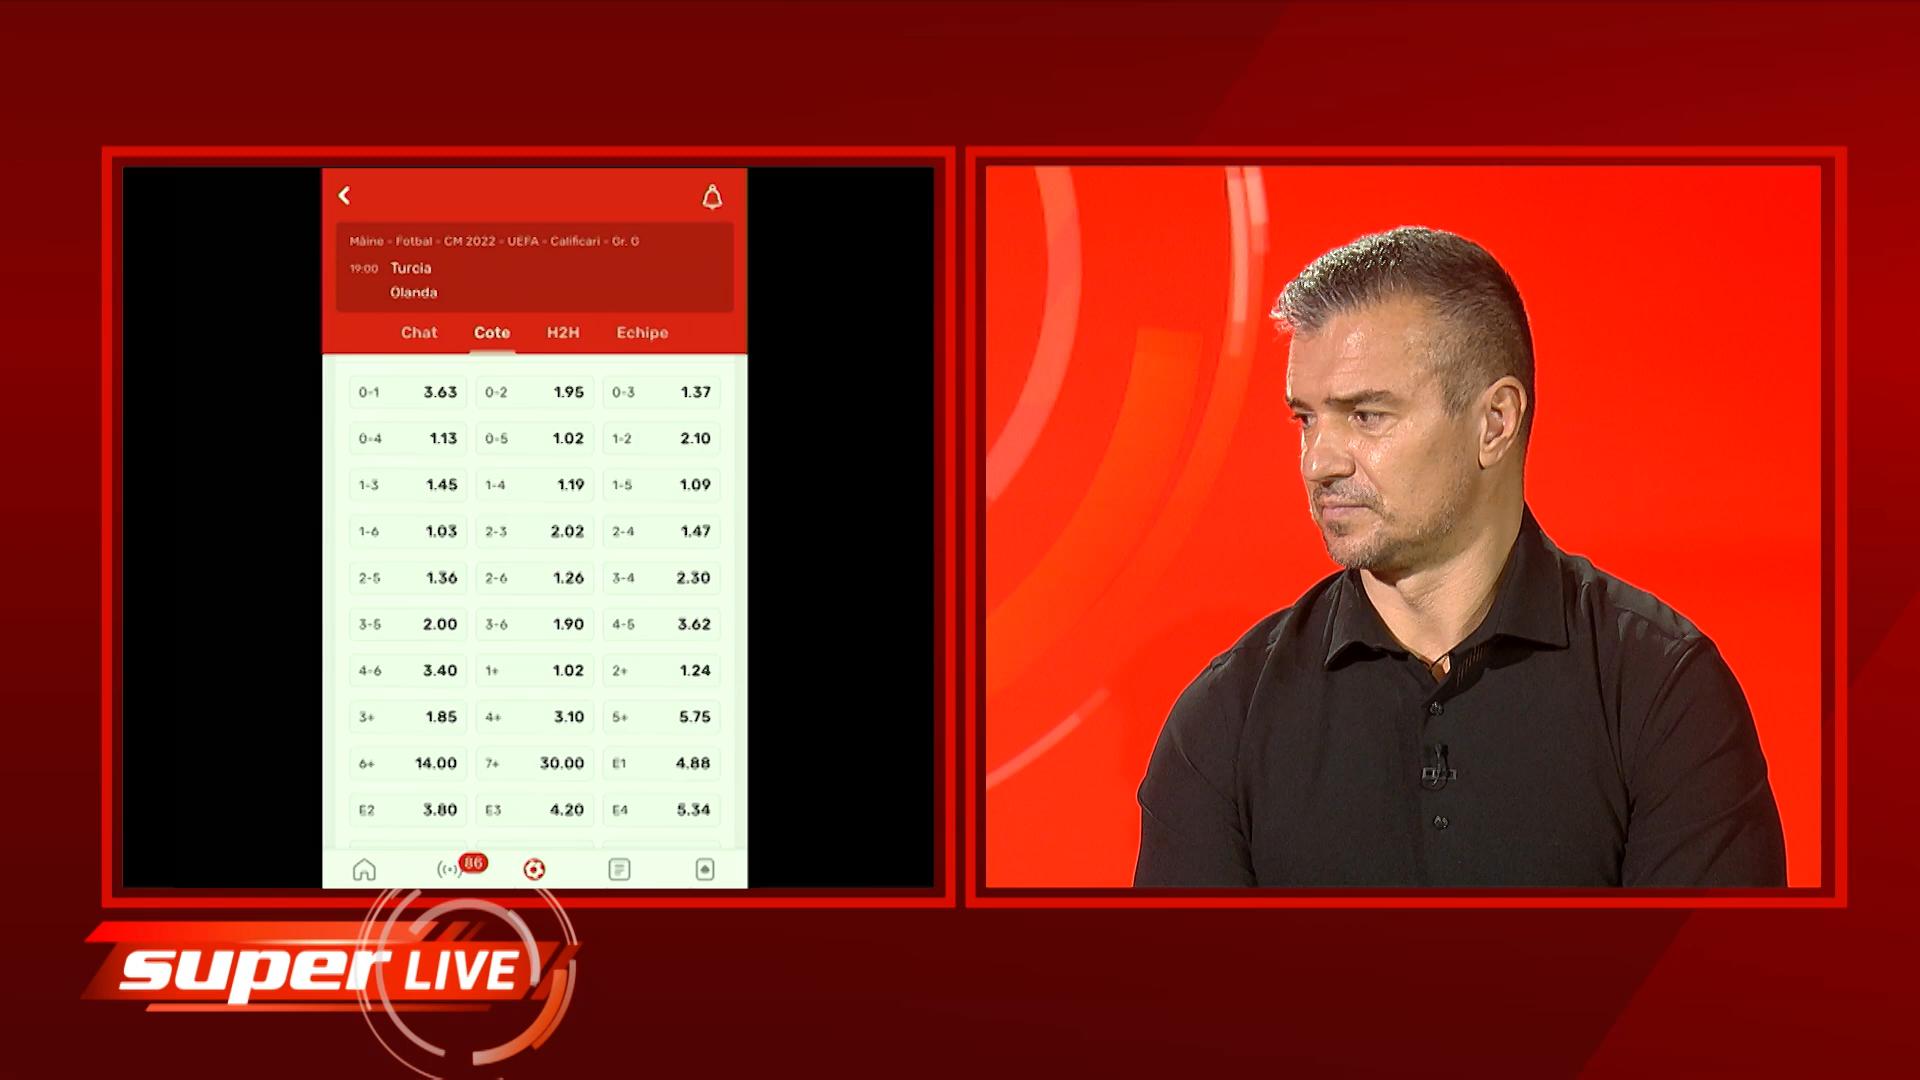 Mâine - Fotbal - CM 2022 - UEFA - Calificari - Gr. G
19:00 Turcia
Olanda
Chat Cote H2H Echipe
0-1 3.63 0-2 1.95 0-3 1.37
0-4 1.13 0-5 1.02 1-2 2.10
1-3 1.45 1-4 1.19 1-5 1.09
1-6 1.03 2-3 2.02 2-4 1.47
2-5 1.36 2-6 1.26 3-4 2.30
3-5 2.00 3-6 1.90 4-5 3.62
4-6 3.40 1+ 1.02 2+ 1.24
3+ 1.85 4+ 3.10 5+ 5.75
6+ 14.00 7+ 30.00 E1 4.88
E2 3.80 E3 4.20 E4 5.34
86
super LIVE